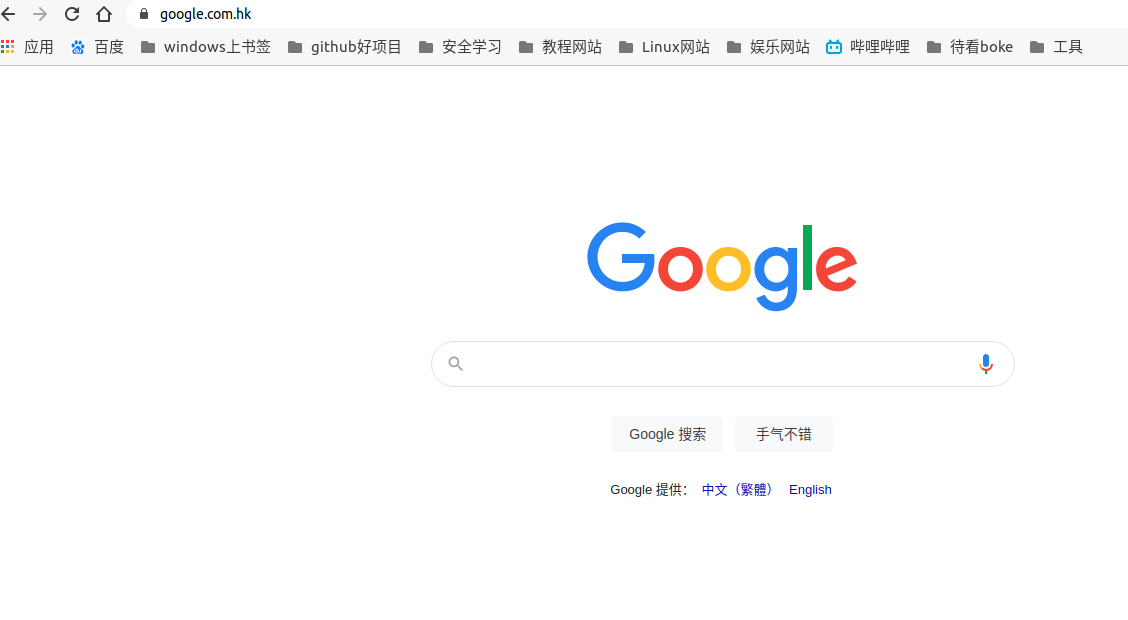 google.com.hk
应用 百度 windows上书签 github好项目 安全学习 教程网站 Linux网站 娱乐网站 哔哩哔哩 待看boke 工具
Google
Google 搜索 手气不错
Google 提供： 中文（繁體） English